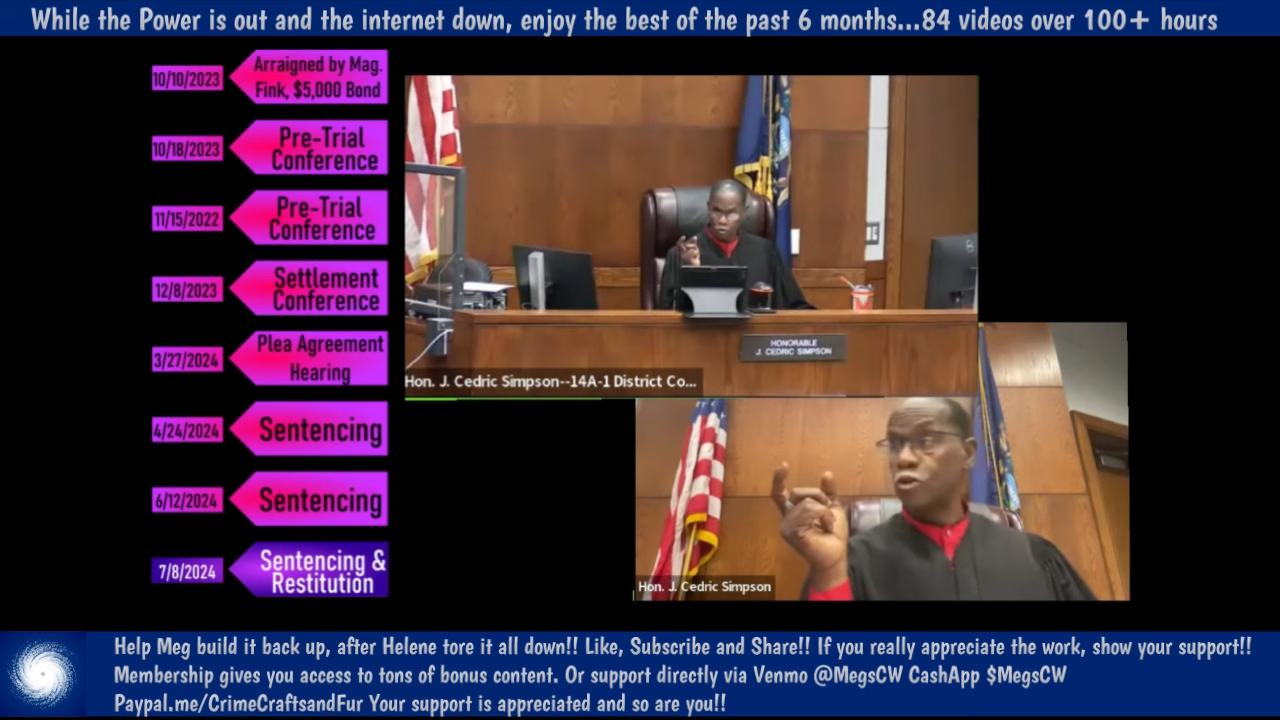 While the Power is out and the internet down, enjoy the best of the past 6 months...84 videos over 100+ hours
10/10/2023
Arraigned by Mag.
Fink, $5,000 Bond
10/18/2023
Pre-Trial
Conference
11/15/2022
Pre-Trial
Conference
12/8/2023
Settlement
Conference
3/27/2024
Plea Agreement
Hearing
4/24/2024
Sentencing
6/12/2024
Sentencing
7/8/2024
Sentencing &
Restitution
HONORABLE
J. CEDRIC SIMPSON
Hon. J. Cedric Simpson--14A-1 District Co...
Hon. J. Cedric Simpson
Help Meg build it back up, after Helene tore it all down!! Like, Subscribe and Share!! If you really appreciate the work, show your support!!
Membership gives you access to tons of bonus content. Or support directly via Venmo @MegsCW CashApp $MegsCW
Paypal.me/CrimeCraftsandFur Your support is appreciated and so are you!!